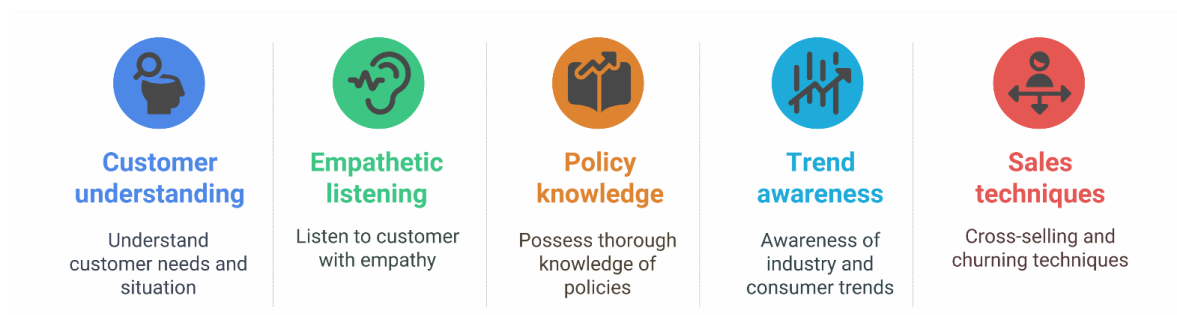 Customer
understanding
Understand
customer needs and
situation
Empathetic
listening
Listen to customer
with empathy
Policy
knowledge
Possess thorough
knowledge of
policies
Trend
awareness
Awareness of
industry and
consumer trends
Sales
techniques
Cross-selling and
churning techniques